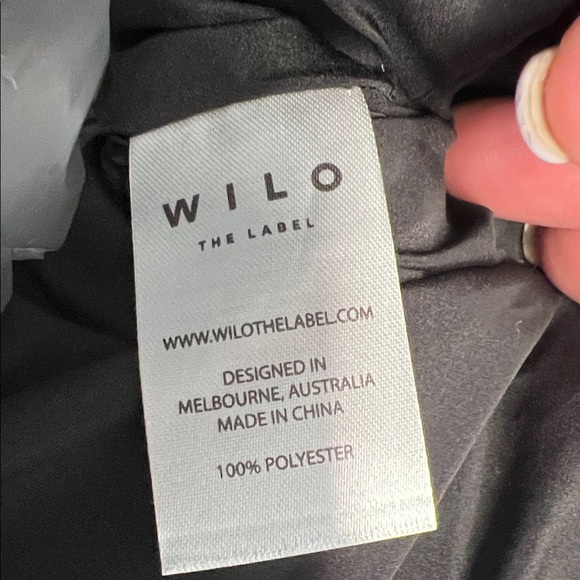 WILO
THE LABEL
WWW.WILOTHELABEL.COM
DESIGNED IN
MELBOURNE, AUSTRALIA
MADE IN CHINA
100% POLYESTER